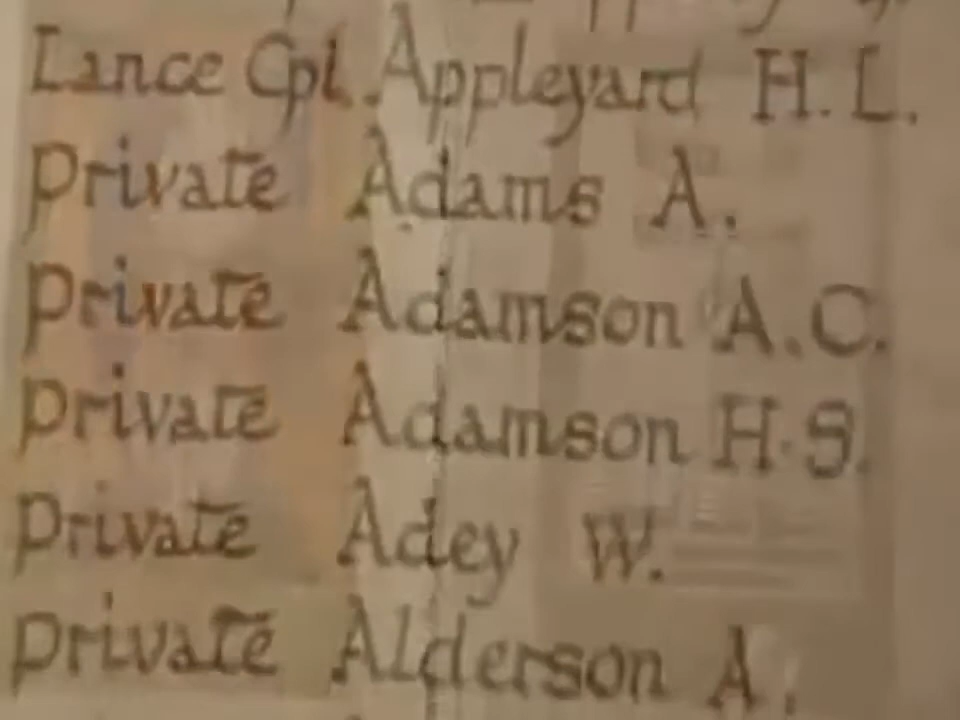 Lance Cpl. Appleyard H. L.
Private Adams A.
Private Adamson A.C.
Private Adamson H.S.
Private Adey W.
Private Alderson A.